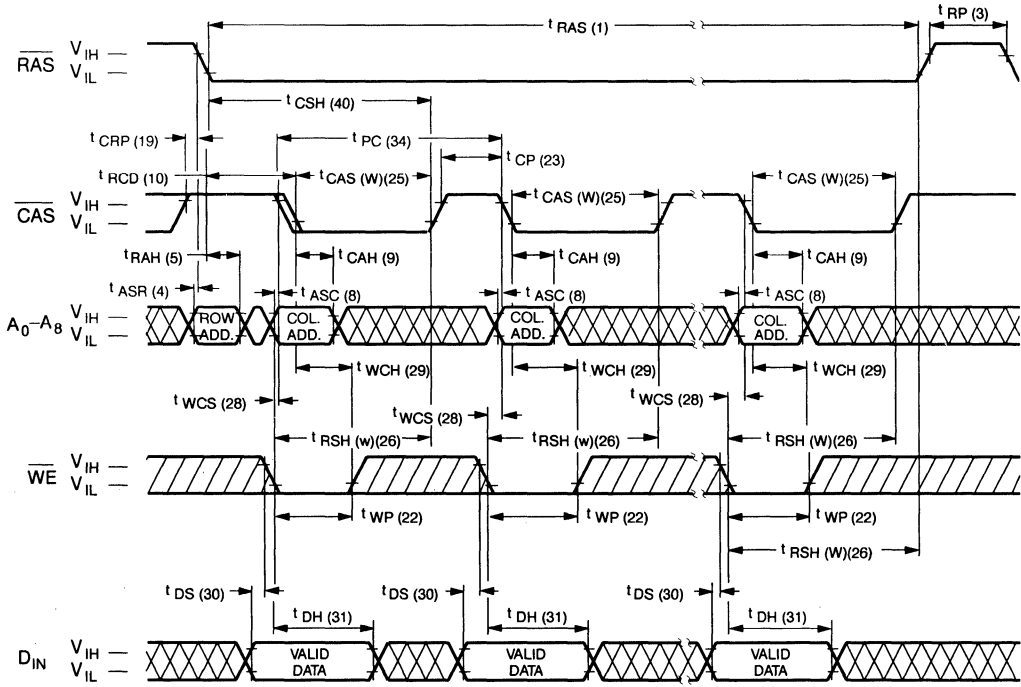 t RAS (1)
t RP (3)
RAS
V IH
V IL
t CSH (40)
t CRP (19)
t PC (34)
t CP (23)
t RCD (10)
t CAS (W)(25)
t CAS (W)(25)
t CAS (W)(25)
CAS
V IH
V IL
t RAH (5)
t CAH (9)
t CAH (9)
t CAH (9)
t ASR (4)
t ASC (8)
t ASC (8)
t ASC (8)
A0–A8
V IH
V IL
ROW ADD.
COL. ADD.
COL. ADD.
COL. ADD.
t WCH (29)
t WCH (29)
t WCH (29)
t WCS (28)
t WCS (28)
t WCS (28)
t RSH (w)(26)
t RSH (w)(26)
t RSH (W)(26)
WE
V IH
V IL
t WP (22)
t WP (22)
t WP (22)
t RSH (W)(26)
t DS (30)
t DS (30)
t DS (30)
t DH (31)
t DH (31)
t DH (31)
DIN
V IH
V IL
VALID DATA
VALID DATA
VALID DATA